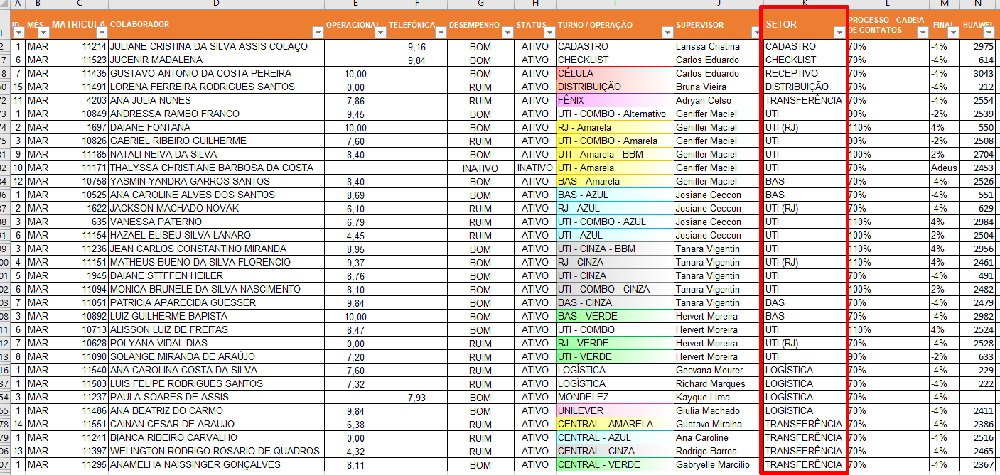 A B C D E F G H I J K L M N
1 ID MÊS MATRICULA COLABORADOR OPERACIONAL TELEFÔNICA DESEMPENHO STATUS TURNO / OPERAÇÃO SUPERVISOR SETOR PROCESSO - CADEIA DE CONTATOS FINAL HUAWEI
2 1 MAR 11214 JULIANE CRISTINA DA SILVA ASSIS COLAÇO 9,16 BOM ATIVO CADASTRO Larissa Cristina CADASTRO 70% -4% 2975
7 6 MAR 11523 JUCENIR MADALENA 9,84 BOM ATIVO CHECKLIST Carlos Eduardo CHECKLIST 70% -4% 614
8 7 MAR 11435 GUSTAVO ANTONIO DA COSTA PEREIRA 10,00 BOM ATIVO CÉLULA Carlos Eduardo RECEPTIVO 70% -4% 3043
50 15 MAR 11491 LORENA FERREIRA RODRIGUES SANTOS 0,00 RUIM ATIVO DISTRIBUIÇÃO Bruna Vieira DISTRIBUIÇÃO 70% -4% 212
72 11 MAR 4203 ANA JULIA NUNES 7,86 RUIM ATIVO FÊNIX Adryan Celso TRANSFERÊNCIA 70% -4% 2554
73 1 MAR 10849 ANDRESSA RAMBO FRANCO 9,45 BOM ATIVO UTI - COMBO - Alternativo Geniffer Maciel UTI 90% -2% 2539
74 2 MAR 1697 DAIANE FONTANA 10,00 BOM ATIVO RJ - Amarela Geniffer Maciel UTI (RJ) 110% 4% 550
75 3 MAR 10826 GABRIEL RIBEIRO GUILHERME 7,60 RUIM ATIVO UTI - COMBO - Amarela Geniffer Maciel UTI 90% -2% 2508
81 9 MAR 11185 NATALI NEIVA DA SILVA 8,40 BOM ATIVO UTI - Amarela - BBM Geniffer Maciel UTI 100% 2% 2704
82 10 MAR 11171 THALYSSA CHRISTIANE BARBOSA DA COSTA INATIVO INATIVO UTI - Amarela Geniffer Maciel UTI 70% Adeus 2453
84 12 MAR 10758 YASMIN YANDRA GARROS SANTOS 8,40 BOM ATIVO BAS - Amarela Geniffer Maciel BAS 70% -4% 2526
86 1 MAR 10525 ANA CAROLINE ALVES DOS SANTOS 8,69 BOM ATIVO BAS - AZUL Josiane Ceccon BAS 70% -4% 551
87 2 MAR 1622 JACKSON MACHADO NOVAK 6,10 RUIM ATIVO RJ - AZUL Josiane Ceccon UTI (RJ) 70% -4% 629
88 3 MAR 635 VANESSA PATERNO 6,79 RUIM ATIVO UTI - COMBO - AZUL Josiane Ceccon UTI 110% 4% 2984
91 6 MAR 11154 HAZAEL ELISEU SILVA LANARO 4,45 RUIM ATIVO UTI - AZUL Josiane Ceccon UTI 100% 2% 2504
99 3 MAR 11236 JEAN CARLOS CONSTANTINO MIRANDA 8,95 BOM ATIVO UTI - CINZA - BBM Tanara Vigentin UTI 110% 4% 2956
00 4 MAR 11151 MATHEUS BUENO DA SILVA FLORENCIO 9,37 BOM ATIVO RJ - CINZA Tanara Vigentin UTI (RJ) 110% 4% 2461
01 5 MAR 1945 DAIANE STTFFEN HEILER 8,76 BOM ATIVO UTI - CINZA Tanara Vigentin UTI 70% -4% 491
02 6 MAR 11094 MONICA BRUNELE DA SILVA NASCIMENTO 8,10 BOM ATIVO UTI - COMBO - CINZA Tanara Vigentin UTI 100% 2% 2482
03 7 MAR 11051 PATRICIA APARECIDA GUESSER 9,84 BOM ATIVO BAS - CINZA Tanara Vigentin BAS 70% -4% 2479
08 3 MAR 10892 LUIZ GUILHERME BAPISTA 10,00 BOM ATIVO BAS - VERDE Hervert Moreira BAS 70% -4% 2982
11 6 MAR 10713 ALISSON LUIZ DE FREITAS 8,47 BOM ATIVO UTI - COMBO Hervert Moreira UTI 110% 4% 2524
12 7 MAR 10628 POLYANA VIDAL DIAS 0,00 RUIM ATIVO RJ - VERDE Hervert Moreira UTI (RJ) 70% -4% 2528
13 8 MAR 11090 SOLANGE MIRANDA DE ARAÚJO 7,20 RUIM ATIVO UTI - VERDE Hervert Moreira UTI 90% -2% 633
16 1 MAR 11540 ANA CAROLINA COSTA DA SILVA 7,60 RUIM ATIVO LOGÍSTICA Geovana Meurer LOGÍSTICA 70% -4% 229
37 1 MAR 11503 LUIS FELIPE RODRIGUES SANTOS 7,32 RUIM ATIVO LOGÍSTICA Richard Marques LOGÍSTICA 70% -4% 222
54 3 MAR 11237 PAULA SOARES DE ASSIS 7,93 BOM ATIVO MONDELEZ Kayque Lima LOGÍSTICA 70% -4% - -
55 1 MAR 11486 ANA BEATRIZ DO CARMO 9,84 BOM ATIVO UNILEVER Giulia Machado LOGÍSTICA 70% -4% 2411
78 14 MAR 11551 CAINAN CESAR DE ARAUJO 6,38 RUIM ATIVO CENTRAL - AMARELA Gustavo Miralha TRANSFERÊNCIA 70% -4% 2386
79 1 MAR 11241 BIANCA RIBEIRO CARVALHO 0,00 RUIM ATIVO CENTRAL - AZUL Ana Caroline TRANSFERÊNCIA 70% -4% 2516
06 13 MAR 11397 WELINGTON RODRIGO ROSARIO DE QUADROS 4,32 RUIM ATIVO CENTRAL - CINZA Rodrigo Barros TRANSFERÊNCIA 70% -4% 2465
07 1 MAR 11295 ANAMELHA NAISSINGER GONÇALVES 8,11 BOM ATIVO CENTRAL - VERDE Gabryelle Marcilio TRANSFERÊNCIA 70% -4% 2367